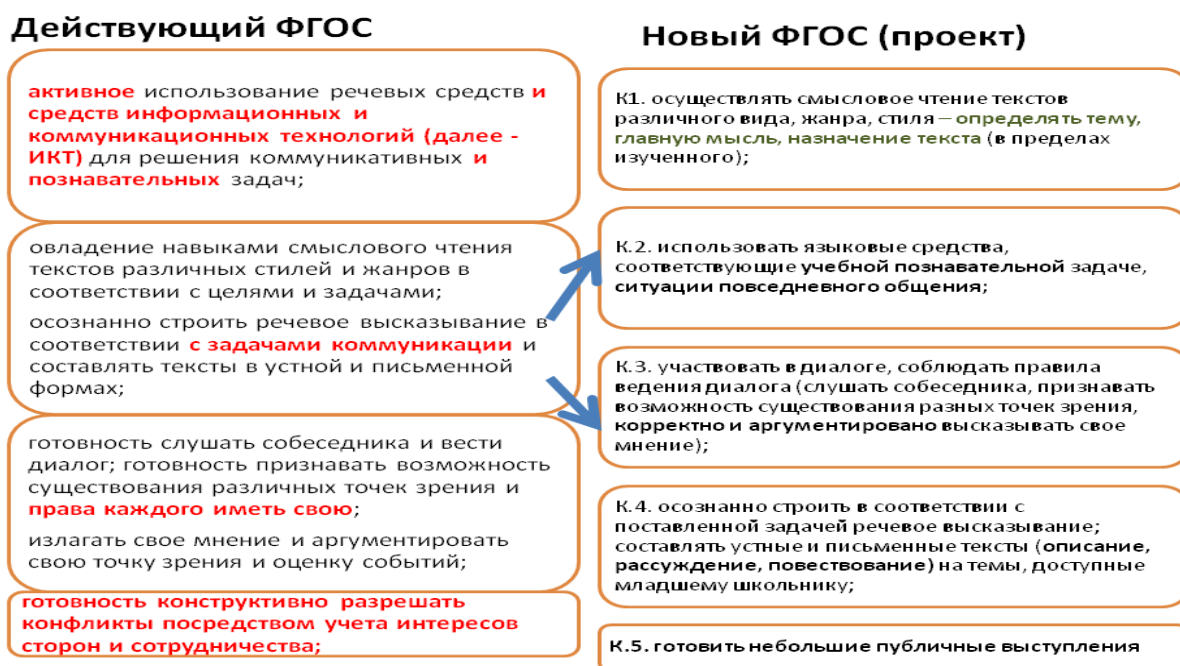 Действующий ФГОС
активное использование речевых средств и
средств информационных и
коммуникационных технологий (далее -
ИКТ) для решения коммуникативных и
познавательных задач;
овладение навыками смыслового чтения
текстов различных стилей и жанров в
соответствии с целями и задачами;
осознанно строить речевое высказывание в
соответствии с задачами коммуникации и
составлять тексты в устной и письменной
формах;
готовность слушать собеседника и вести
диалог; готовность признавать возможность
существования различных точек зрения и
права каждого иметь свою;
излагать свое мнение и аргументировать
свою точку зрения и оценку событий;
готовность конструктивно разрешать
конфликты посредством учета интересов
сторон и сотрудничества;
Новый ФГОС (проект)
К1. осуществлять смысловое чтение текстов
различного вида, жанра, стиля – определять тему,
главную мысль, назначение текста (в пределах
изученного);
К.2. использовать языковые средства,
соответствующие учебной познавательной задаче,
ситуации повседневного общения;
К.3. участвовать в диалоге, соблюдать правила
ведения диалога (слушать собеседника, признавать
возможность существования разных точек зрения,
корректно и аргументировано высказывать свое
мнение);
К.4. осознанно строить в соответствии с
поставленной задачей речевое высказывание;
составлять устные и письменные тексты (описание,
рассуждение, повествование) на темы, доступные
младшему школьнику;
К.5. готовить небольшие публичные выступления